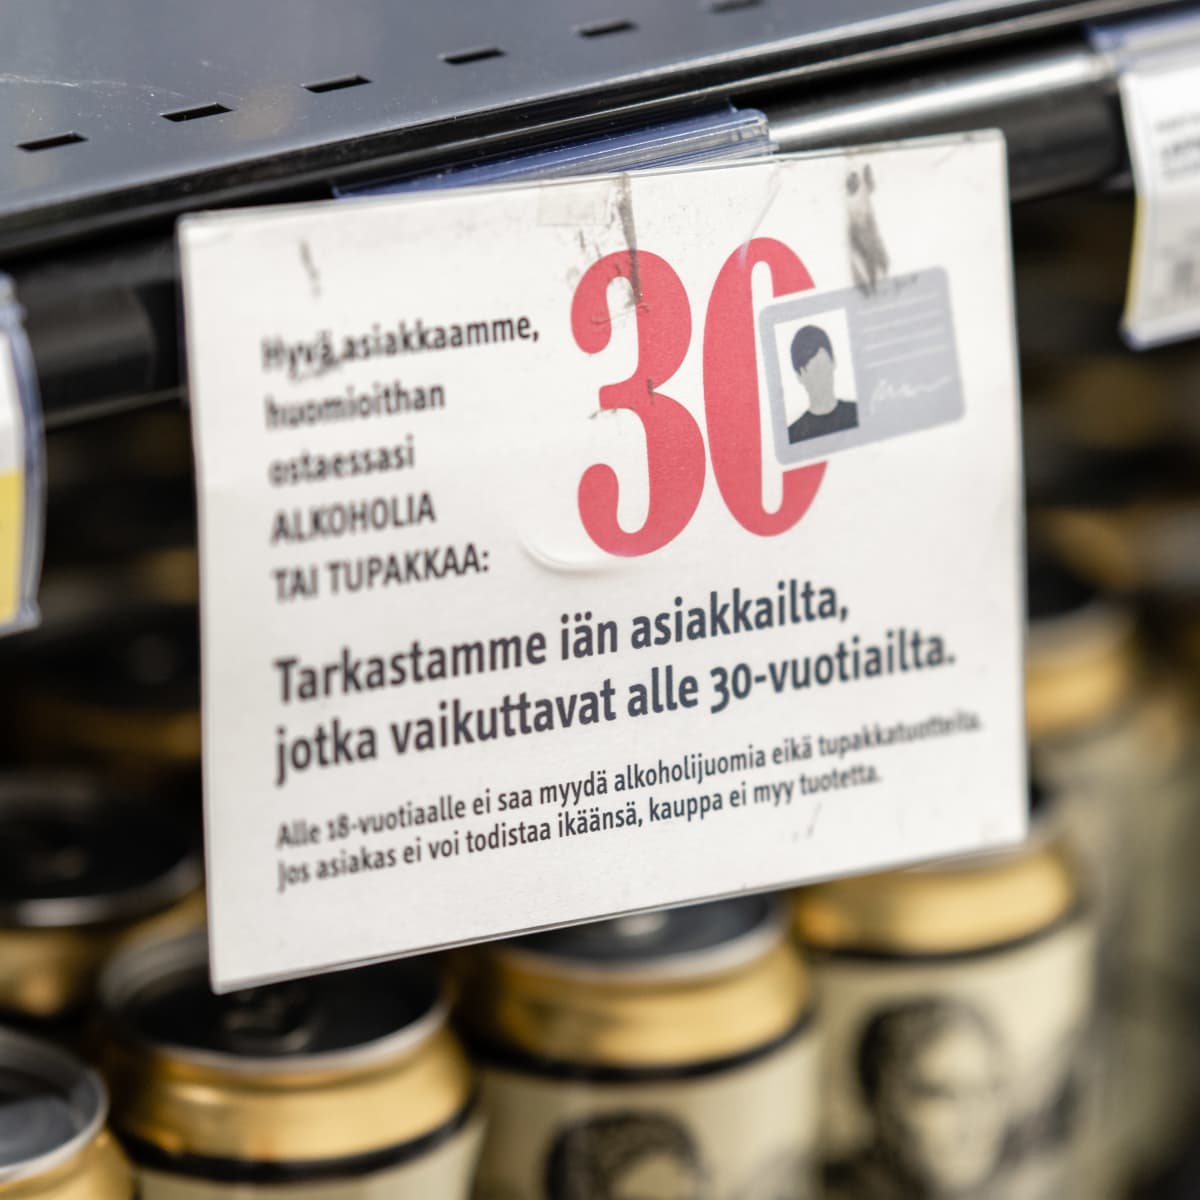 Hyvä asiakkaamme,
huomioithan
ostaessasi
ALKOHOLIA
TAI TUPAKKAA:
30
Tarkastamme iän asiakkailta,
jotka vaikuttavat alle 30-vuotiailta.
Alle 18-vuotiaalle ei saa myydä alkoholijuomia eikä tupakkatuotteita.
Jos asiakas ei voi todistaa ikäänsä, kauppa ei myy tuotetta.